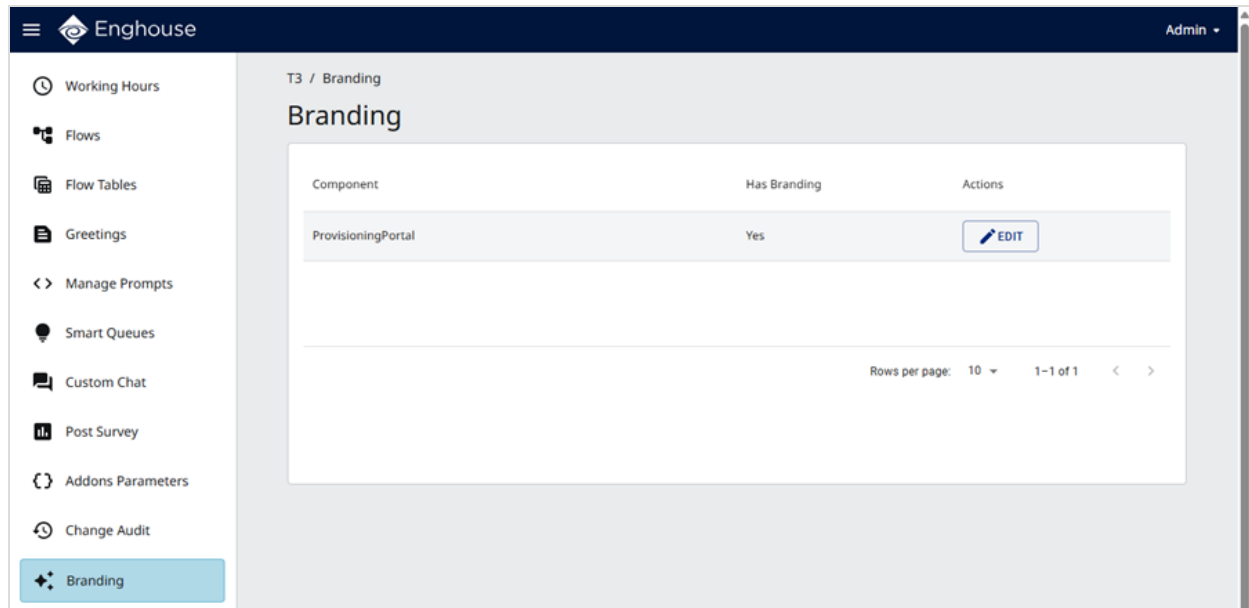 Enghouse
Admin
Working Hours
Flows
Flow Tables
Greetings
Manage Prompts
Smart Queues
Custom Chat
Post Survey
Addons Parameters
Change Audit
Branding
T3 / Branding
Branding
Component Has Branding Actions
ProvisioningPortal Yes EDIT
Rows per page: 10 1–1 of 1